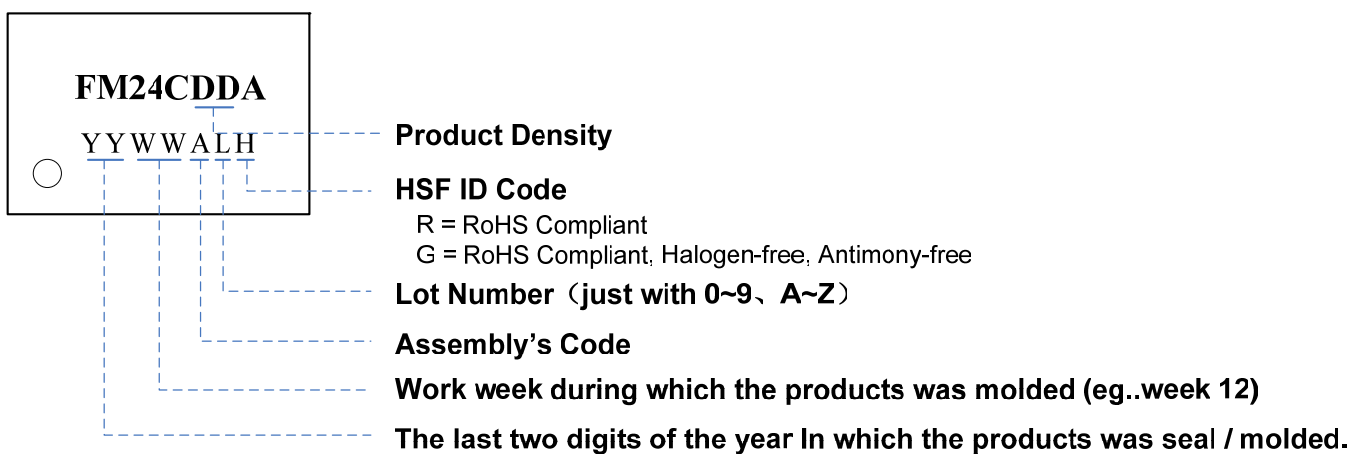 FM24CDDA
YYWWALH
Product Density
HSF ID Code
R = RoHS Compliant
G = RoHS Compliant, Halogen-free, Antimony-free
Lot Number（just with 0~9、A~Z）
Assembly’s Code
Work week during which the products was molded (eg..week 12)
The last two digits of the year In which the products was seal / molded.